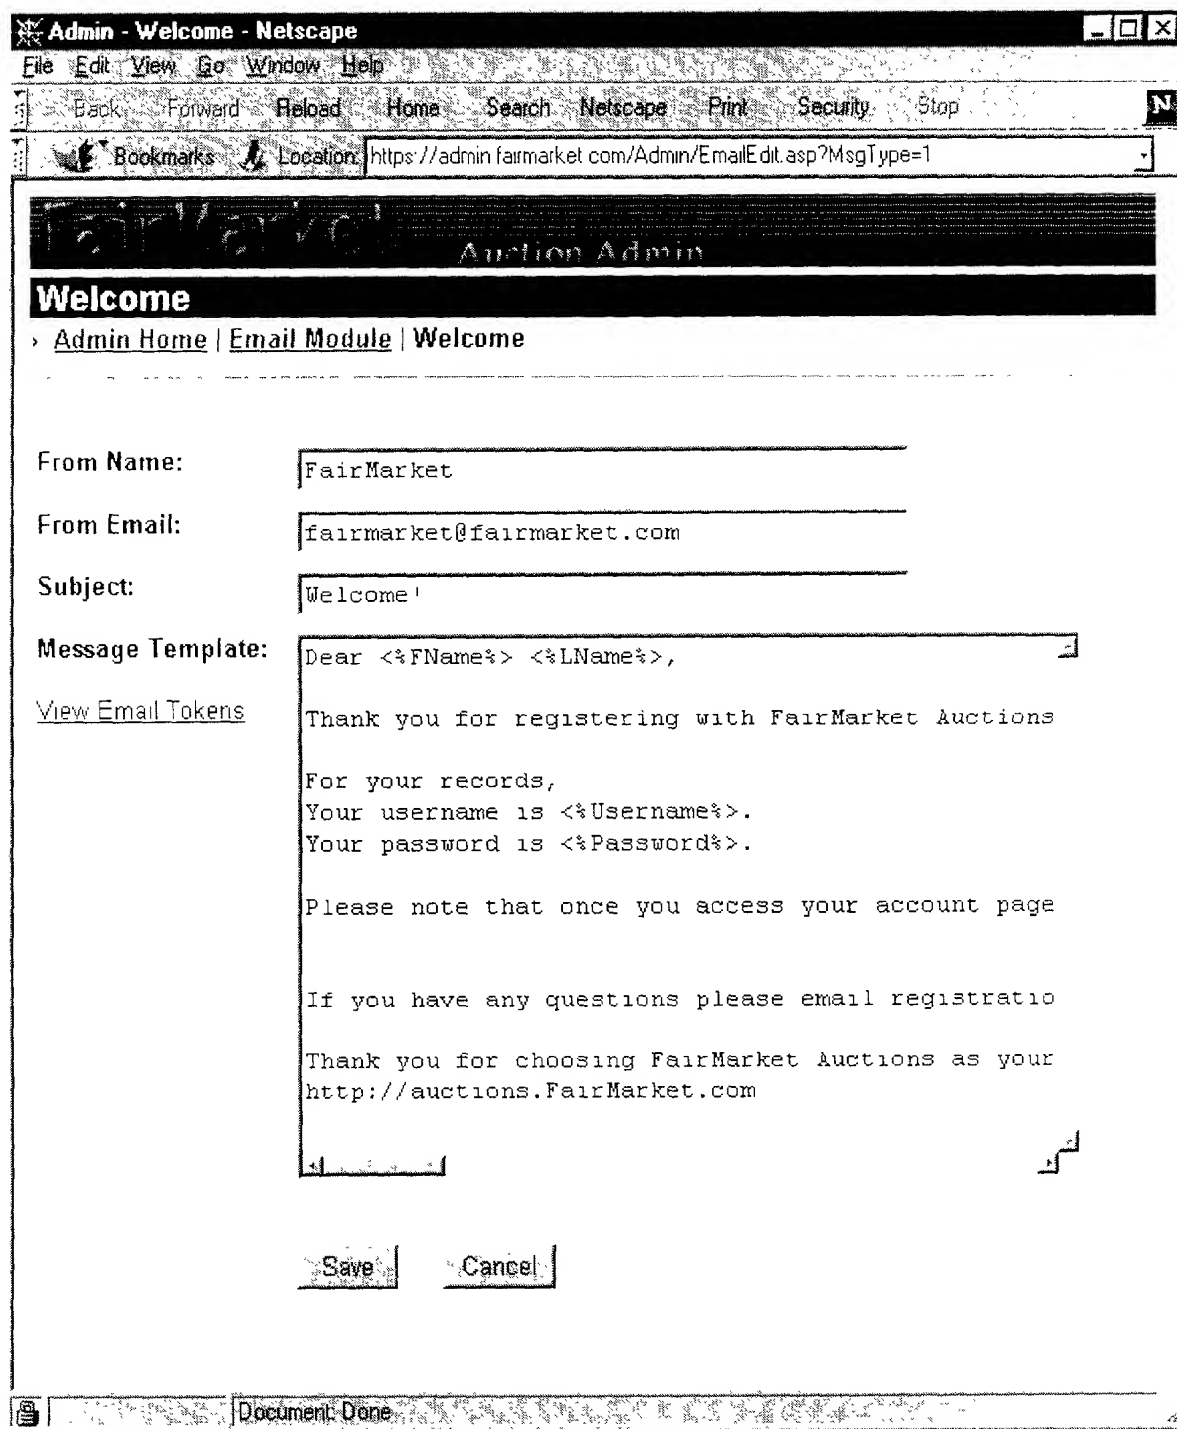 Admin - Welcome - Netscape
File Edit View Go Window Help
Back Forward Reload Home Search Netscape Print Security Stop
N
Bookmarks Location: https://admin.fairmarket.com/Admin/EmailEdit.asp?MsgType=1
FairMarket
Auction Admin
Welcome
› Admin Home | Email Module | Welcome
From Name: FairMarket
From Email: fairmarket@fairmarket.com
Subject: Welcome!
Message Template:
View Email Tokens
Dear <%FName%> <%LName%>,
Thank you for registering with FairMarket Auctions
For your records,
Your username is <%Username%>.
Your password is <%Password%>.
Please note that once you access your account page
If you have any questions please email registratio
Thank you for choosing FairMarket Auctions as your
http://auctions.FairMarket.com
Save Cancel
Document: Done